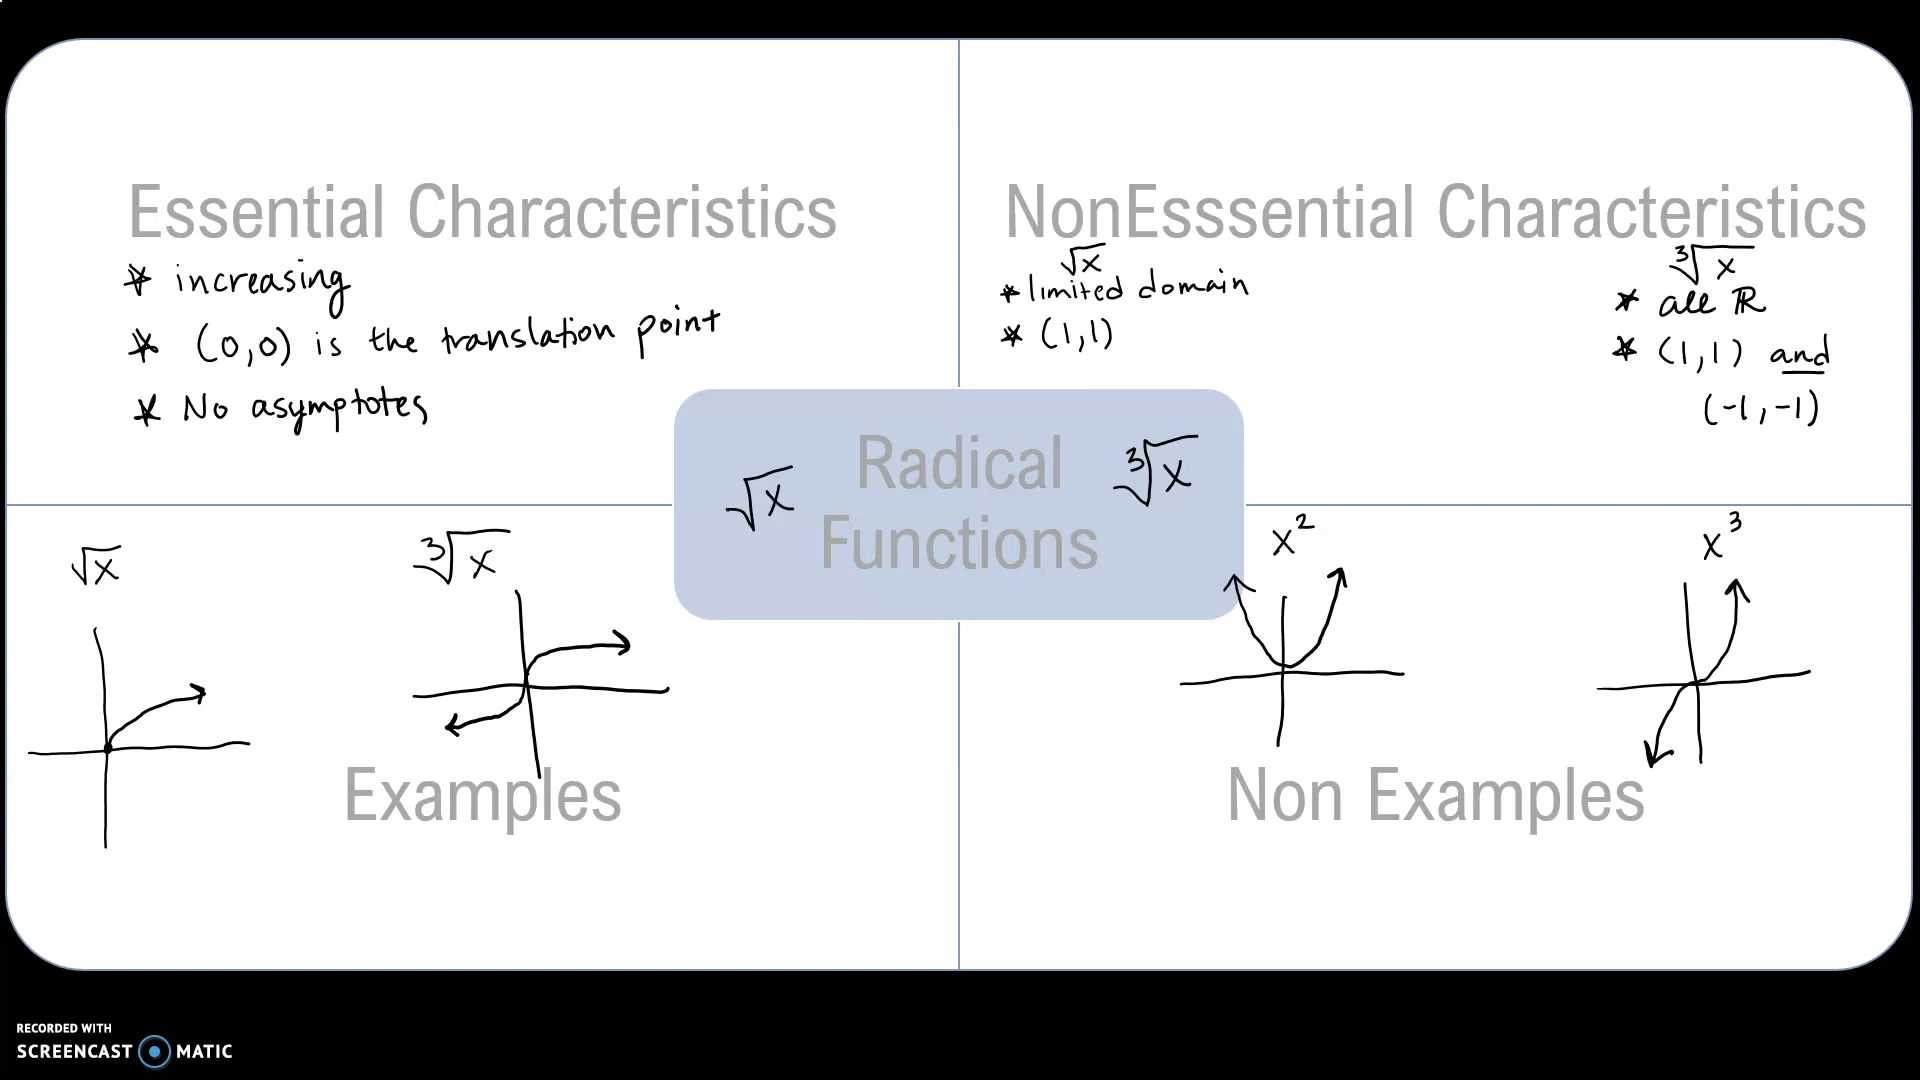 Essential Characteristics
* increasing
* (0,0) is the translation point
* No asymptotes
NonEsssential Characteristics
√x
* limited domain
* (1,1)
∛x
* all ℝ
* (1,1) and
(-1,-1)
√x
Radical
Functions
∛x
√x
∛x
Examples
x²
x³
Non Examples
RECORDED WITH
SCREENCAST MATIC